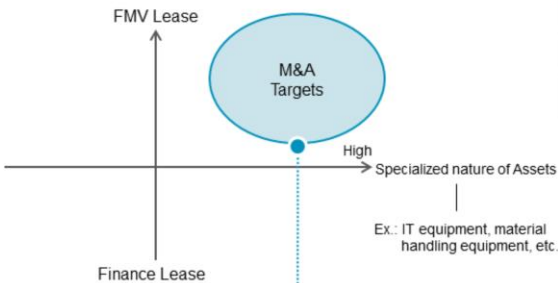 FMV Lease
M&A
Targets
High
Specialized nature of Assets
Ex.: IT equipment, material
handling equipment, etc.
Finance Lease